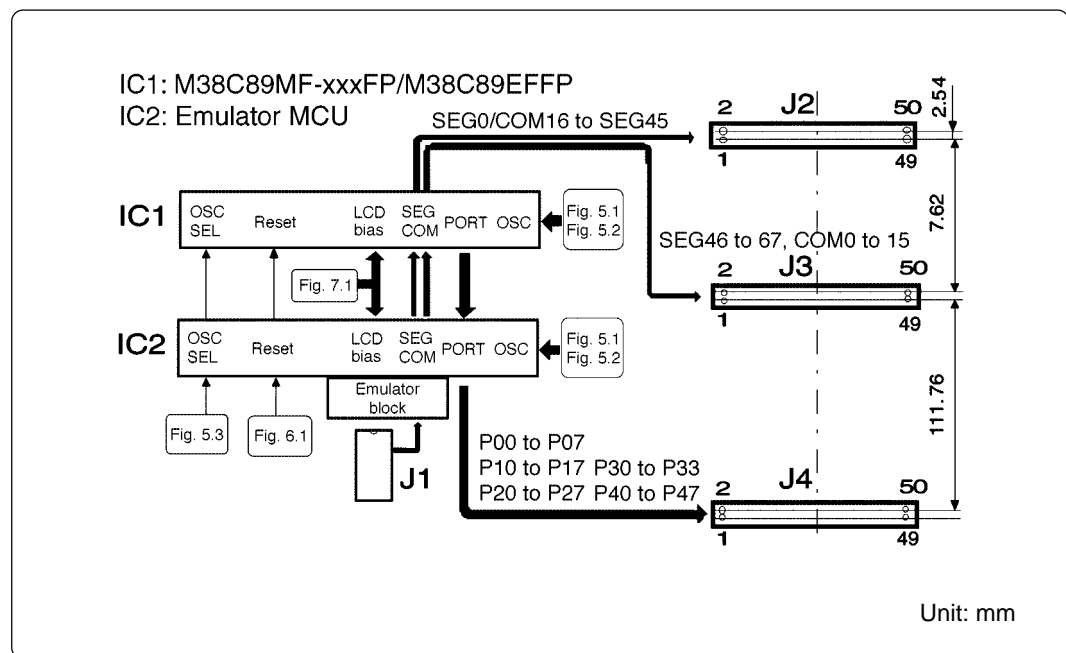 IC1: M38C89MF-xxxFP/M38C89EFFP
IC2: Emulator MCU
SEG0/COM16 to SEG45
2 J2 50
1 49
2.54
7.62
IC1
OSC SEL
Reset
LCD bias
SEG COM
PORT
OSC
Fig. 5.1
Fig. 5.2
SEG46 to 67, COM0 to 15
2 J3 50
1 49
Fig. 7.1
IC2
OSC SEL
Reset
LCD bias
SEG COM
PORT
OSC
Fig. 5.1
Fig. 5.2
111.76
Emulator block
Fig. 5.3
Fig. 6.1
J1
P00 to P07
P10 to P17 P30 to P33
P20 to P27 P40 to P47
2 J4 50
1 49
Unit: mm